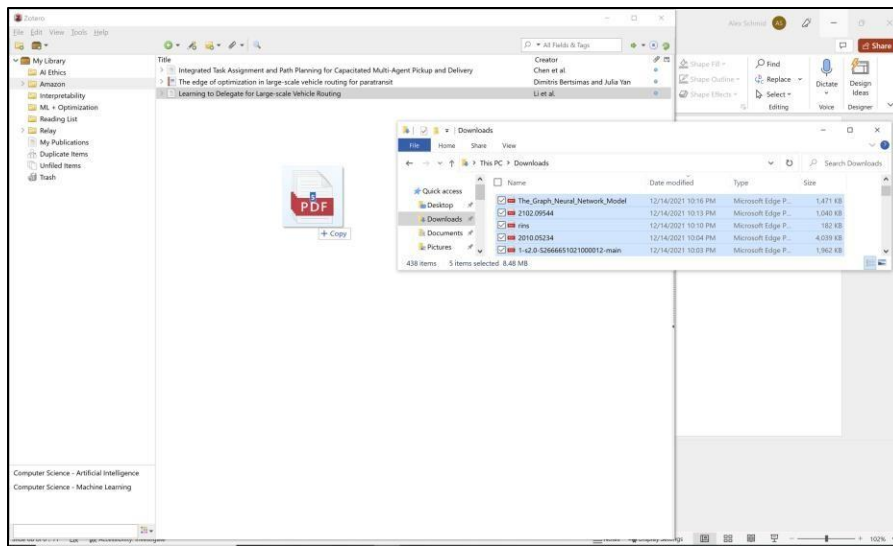 Zotero
File Edit View Tools Help
All Fields & Tags
My Library
AI Ethics
Amazon
Interpretability
ML + Optimization
Reading List
Relay
My Publications
Duplicate Items
Unfiled Items
Trash
Title Creator
Integrated Task Assignment and Path Planning for Capacitated Multi-Agent Pickup and Delivery Chen et al.
The edge of optimization in large-scale vehicle routing for paratransit Dimitris Bertsimas and Julia Yan
Learning to Delegate for Large-scale Vehicle Routing Li et al.
PDF
+ Copy
Computer Science - Artificial Intelligence
Computer Science - Machine Learning
Alex Schmid AS
Share
Shape Fill
Shape Outline
Shape Effects
Find
Replace
Select
Editing
Dictate
Voice
Design Ideas
Designer
Downloads
File Home Share View
This PC > Downloads
Search Downloads
Quick access
Desktop
Downloads
Documents
Pictures
Name Date modified Type Size
The_Graph_Neural_Network_Model 12/14/2021 10:16 PM Microsoft Edge P... 1,471 KB
2102.09544 12/14/2021 10:13 PM Microsoft Edge P... 1,040 KB
rins 12/14/2021 10:10 PM Microsoft Edge P... 182 KB
2010.05234 12/14/2021 10:04 PM Microsoft Edge P... 4,039 KB
1-s2.0-S2666651021000012-main 12/14/2021 10:03 PM Microsoft Edge P... 1,962 KB
438 items 5 items selected 8.48 MB
102%